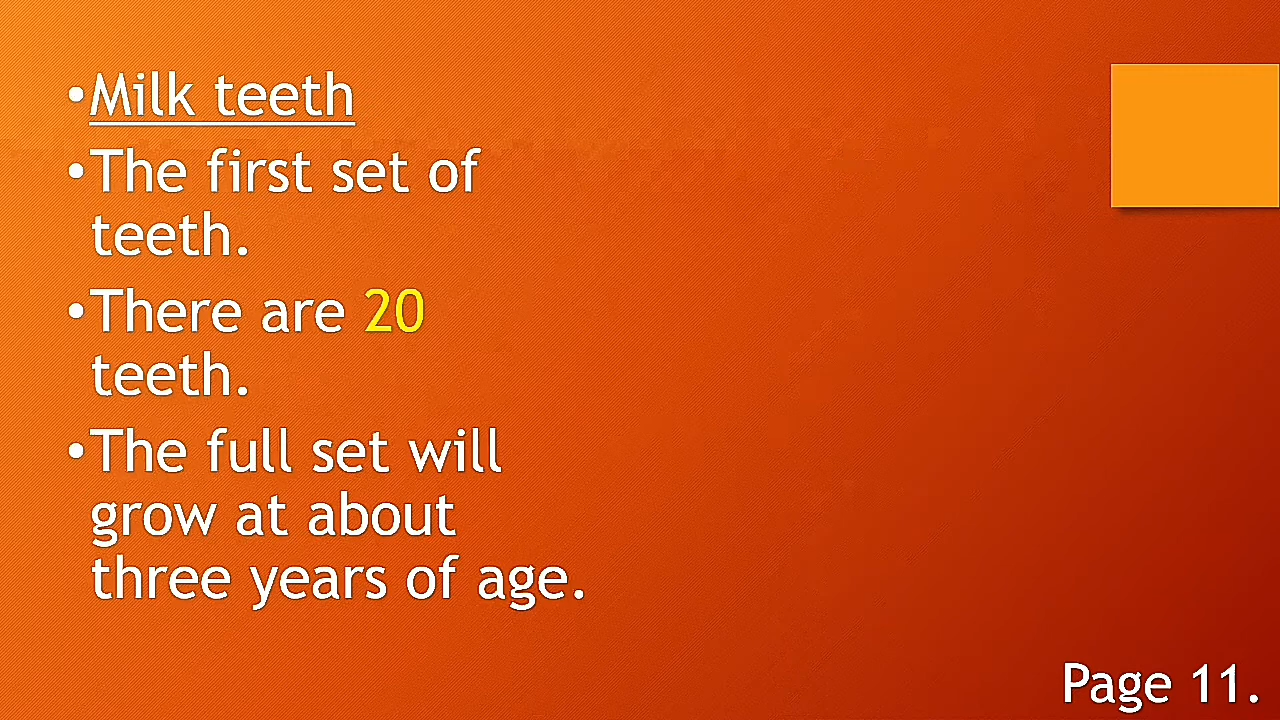 •Milk teeth
•The first set of
teeth.
•There are 20
teeth.
•The full set will
grow at about
three years of age.
Page 11.